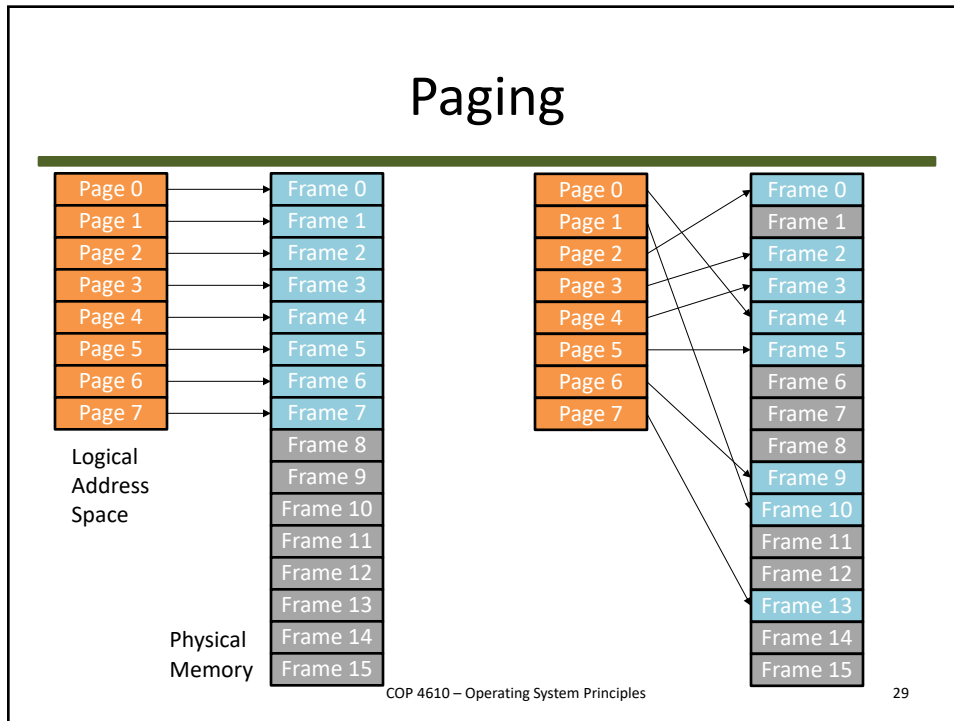 Paging
Page 0
Page 1
Page 2
Page 3
Page 4
Page 5
Page 6
Page 7
Logical
Address
Space
Frame 0
Frame 1
Frame 2
Frame 3
Frame 4
Frame 5
Frame 6
Frame 7
Frame 8
Frame 9
Frame 10
Frame 11
Frame 12
Frame 13
Frame 14
Frame 15
Physical
Memory
Page 0
Page 1
Page 2
Page 3
Page 4
Page 5
Page 6
Page 7
Frame 0
Frame 1
Frame 2
Frame 3
Frame 4
Frame 5
Frame 6
Frame 7
Frame 8
Frame 9
Frame 10
Frame 11
Frame 12
Frame 13
Frame 14
Frame 15
COP 4610 – Operating System Principles
29